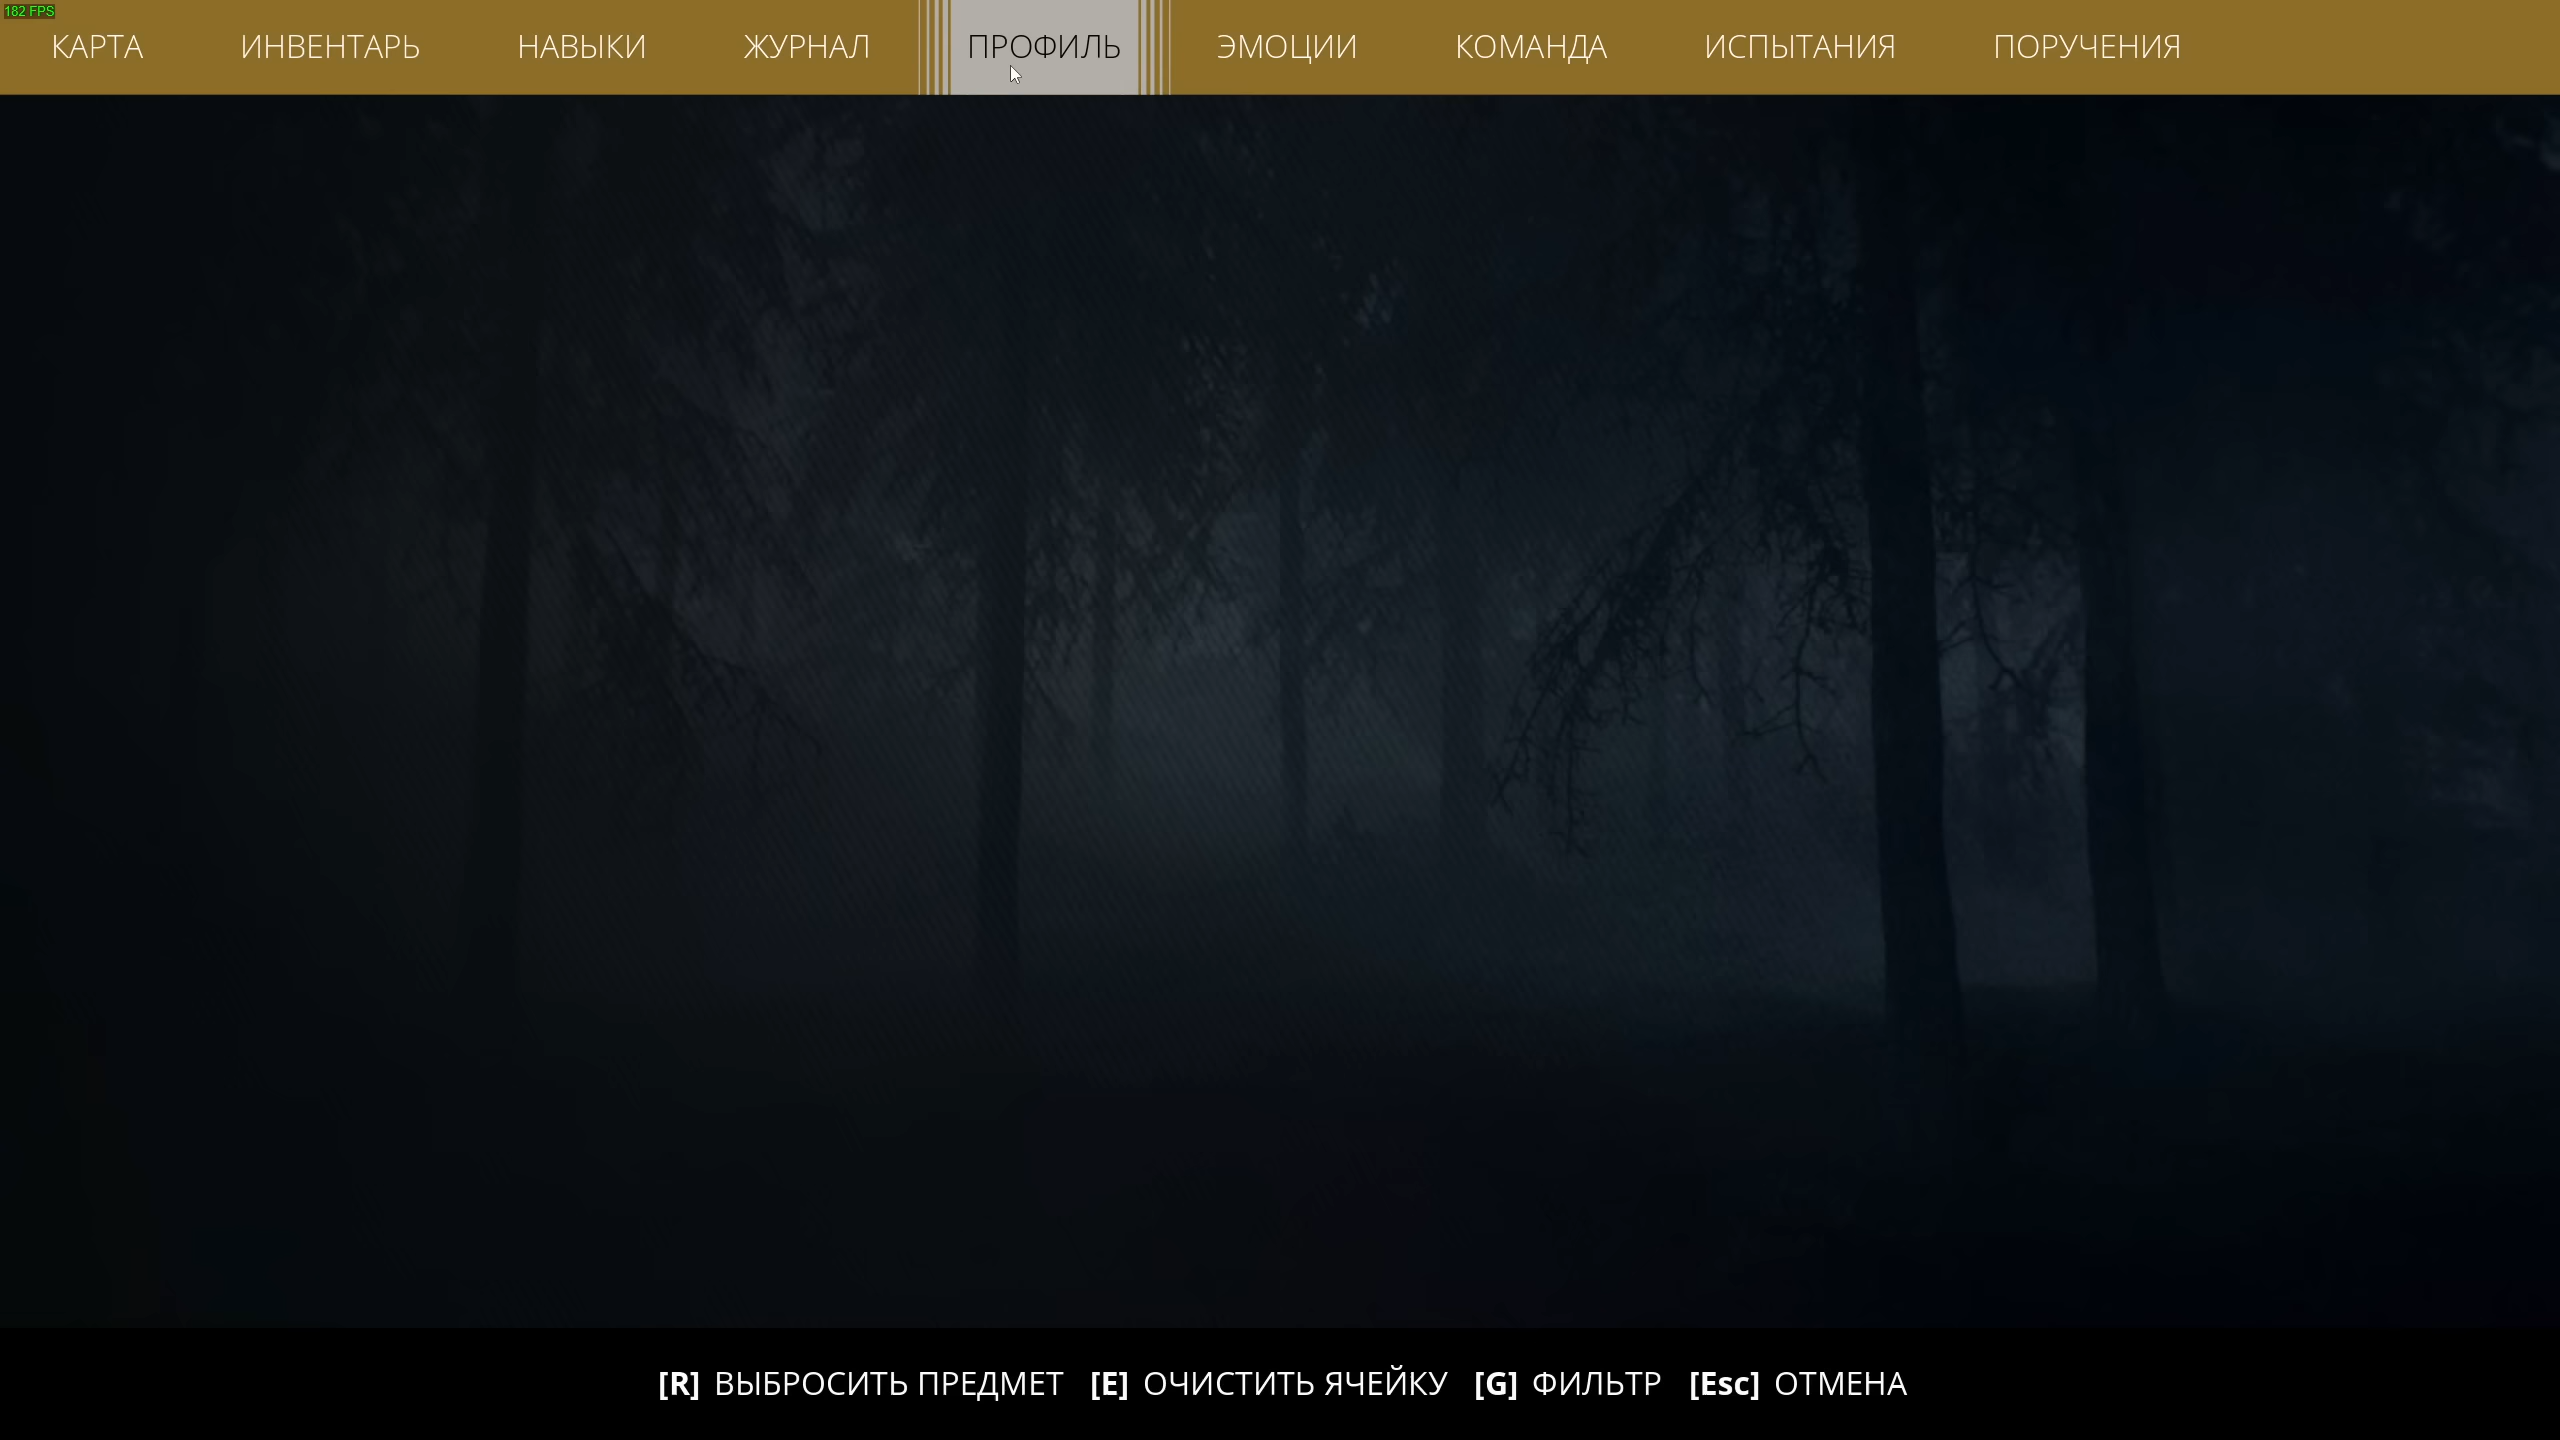 182 FPS
КАРТА ИНВЕНТАРЬ НАВЫКИ ЖУРНАЛ ПРОФИЛЬ ЭМОЦИИ КОМАНДА ИСПЫТАНИЯ ПОРУЧЕНИЯ
[R] ВЫБРОСИТЬ ПРЕДМЕТ [E] ОЧИСТИТЬ ЯЧЕЙКУ [G] ФИЛЬТР [Esc] ОТМЕНА